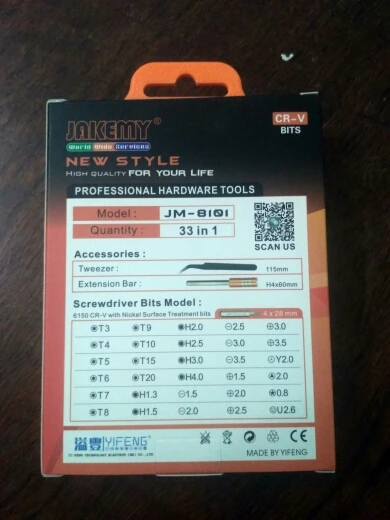 JAKEMY®
CR-V
BITS
World Wide Services
NEW STYLE
HIGH QUALITY FOR YOUR LIFE
PROFESSIONAL HARDWARE TOOLS
Model : JM-8101
Quantity : 33 in 1
SCAN US
Accessories :
Tweezer : 115mm
Extension Bar : H4x60mm
Screwdriver Bits Model :
6150 CR-V with Nickel Surface Treatment bits 4 x 28 mm
T3 T9 H2.0 2.5 3.0
T4 T10 H2.5 3.0 3.5
T5 T15 H3.0 3.5 Y2.0
T6 T20 H4.0 1.5 2.0
T7 H1.3 1.5 2.0 0.8
T8 H1.5 2.0 2.5 U2.6
溢豐 YIFENG
CE
MADE BY YIFENG